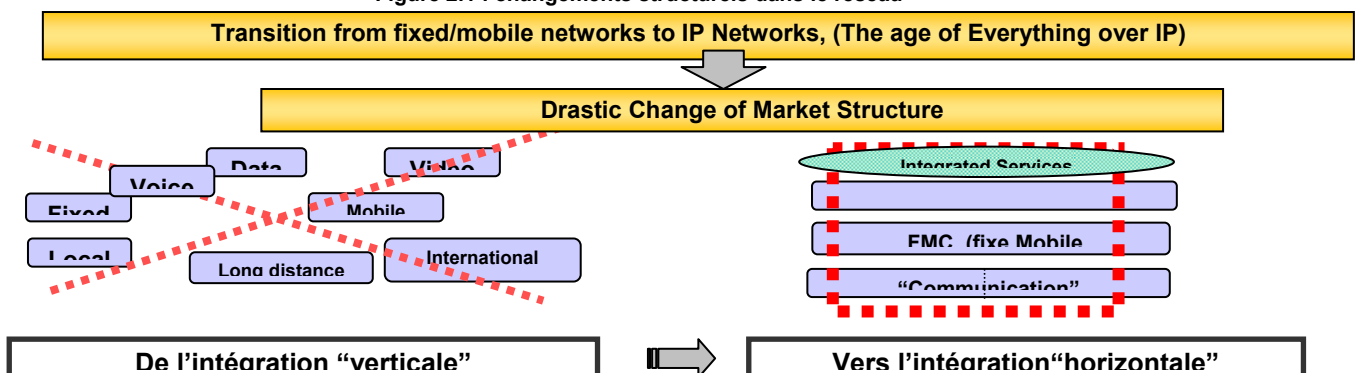 Transition from fixed/mobile networks to IP Networks, (The age of Everything over IP)
Drastic Change of Market Structure
Data
Video
Integrated Services
Voice
Fixed
Mobile
FMC (fixe Mobile
Local
Long distance
International
“Communication”
De l’intégration “verticale”
Vers l’intégration“horizontale”